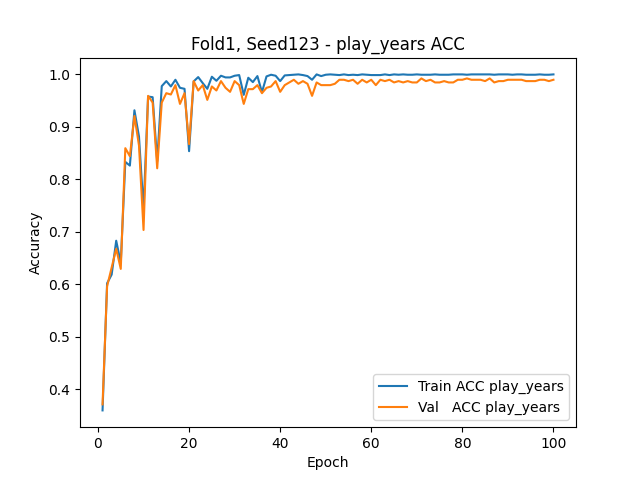 Fold1, Seed123 - play_years ACC
1.0
0.9
0.8
0.7
0.6
0.5
0.4
Accuracy
0 20 40 60 80 100
Epoch
Train ACC play_years
Val   ACC play_years